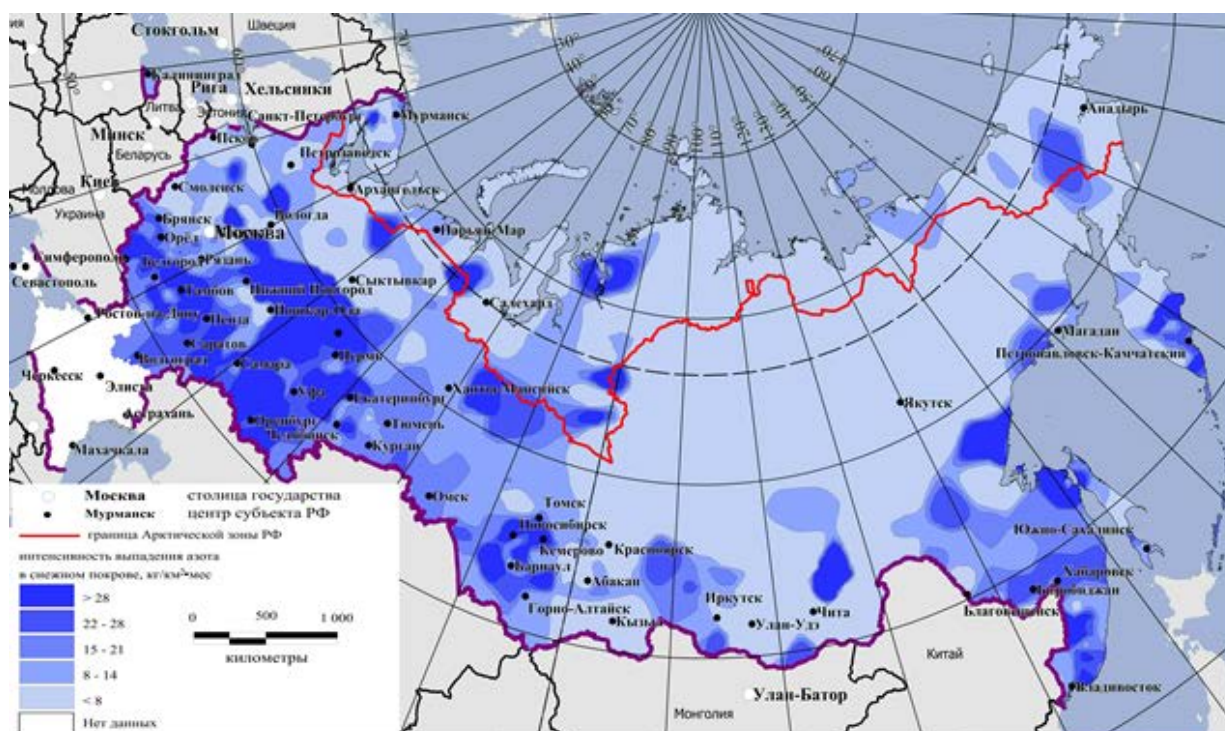 Швеция
Стокгольм
Калининград
Рига
Хельсинки
Литва
Эстония
Санкт-Петербург
Мурманск
Минск
Псков
Беларусь
Петрозаводск
Молдова
Киев
Смоленск
Архангельск
Украина
Брянск
Вологда
Орёл
Москва
Нарьян-Мар
Симферополь
Белгород
Рязань
Севастополь
Тамбов
Нижний Новгород
Сыктывкар
Салехард
Ростов-на-Дону
Пенза
Йошкар-Ола
Саратов
Волгоград
Самара
Пермь
Черкесск
Элиста
Уфа
Ханты-Мансийск
Екатеринбург
Астрахань
Оренбург
Челябинск
Тюмень
Курган
Махачкала
Анадырь
Магадан
Петропавловск-Камчатский
Якутск
Омск
Томск
Новосибирск
Кемерово
Красноярск
Барнаул
Абакан
Горно-Алтайск
Кызыл
Иркутск
Улан-Удэ
Чита
Южно-Сахалинск
Хабаровск
Биробиджан
Благовещенск
Владивосток
Китай
Улан-Батор
Монголия
Москва столица государства
Мурманск центр субъекта РФ
граница Арктической зоны РФ
интенсивность выпадения азота
в снежном покрове, кг/км²*мес
> 28
22 - 28
15 - 21
8 - 14
< 8
Нет данных
0 500 1 000
километры